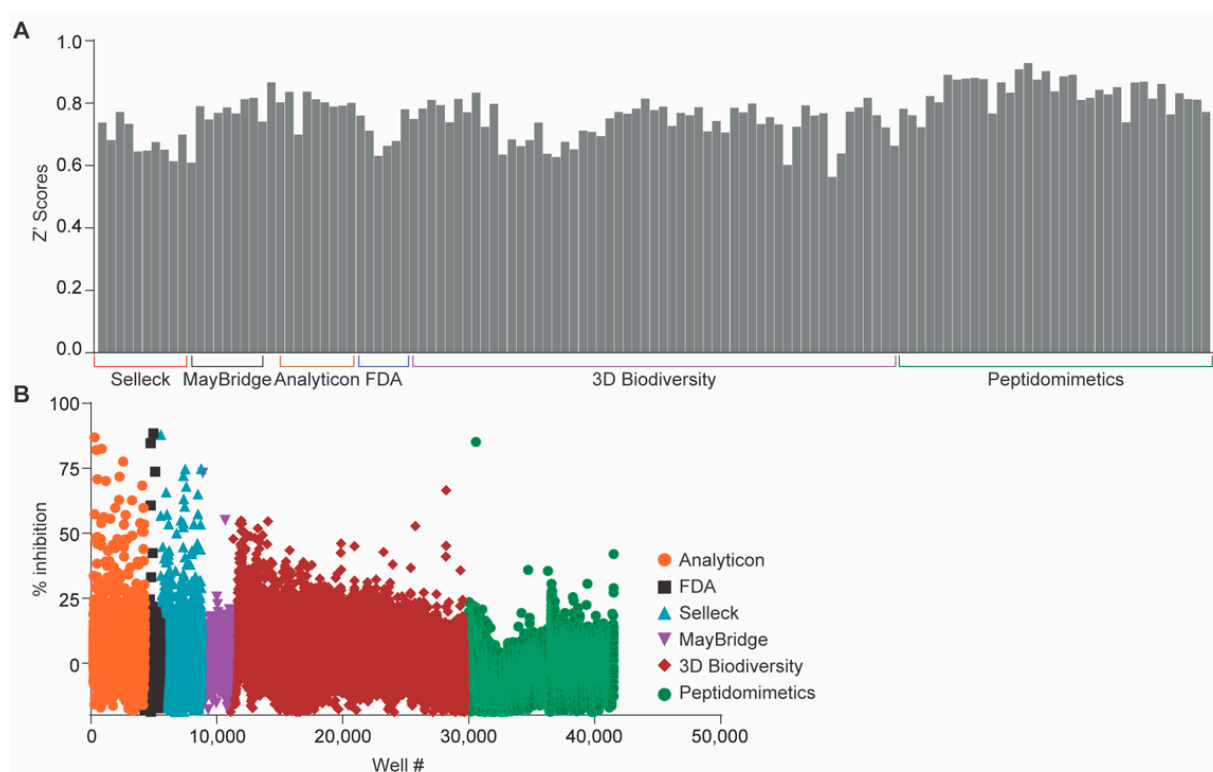 A
1.0
0.8
0.6
0.4
0.2
0.0
Z' Scores
Selleck MayBridge Analyticon FDA 3D Biodiversity Peptidomimetics
B
100
75
50
25
0
% inhibition
0 10,000 20,000 30,000 40,000 50,000
Well #
Analyticon
FDA
Selleck
MayBridge
3D Biodiversity
Peptidomimetics